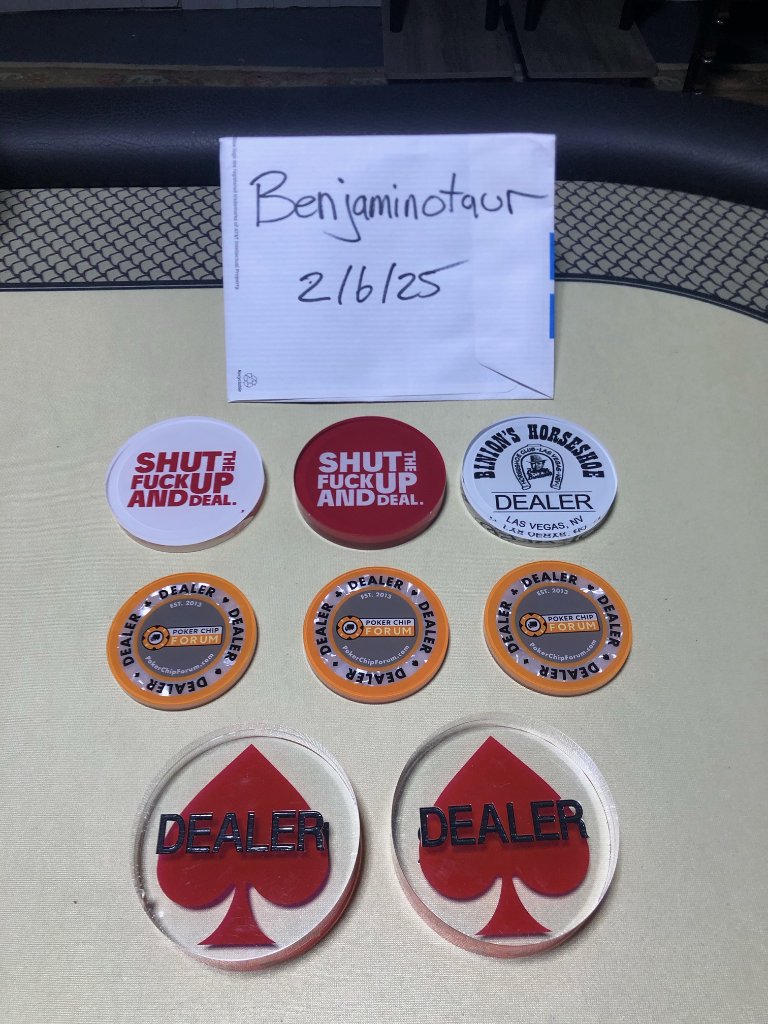 Benjaminotaur
2/6/25
Recyclable
SHUT THE
FUCK UP
AND DEAL.
SHUT THE
FUCK UP
AND DEAL.
BINION'S HORSESHOE
DEALER
LAS VEGAS, NV
DEALER DEALER DEALER DEALER
EST. 2013
POKER CHIP
FORUM
PokerChipForum.com
DEALER DEALER DEALER DEALER
EST. 2013
POKER CHIP
FORUM
PokerChipForum.com
DEALER DEALER DEALER DEALER
EST. 2013
POKER CHIP
FORUM
PokerChipForum.com
DEALER
DEALER